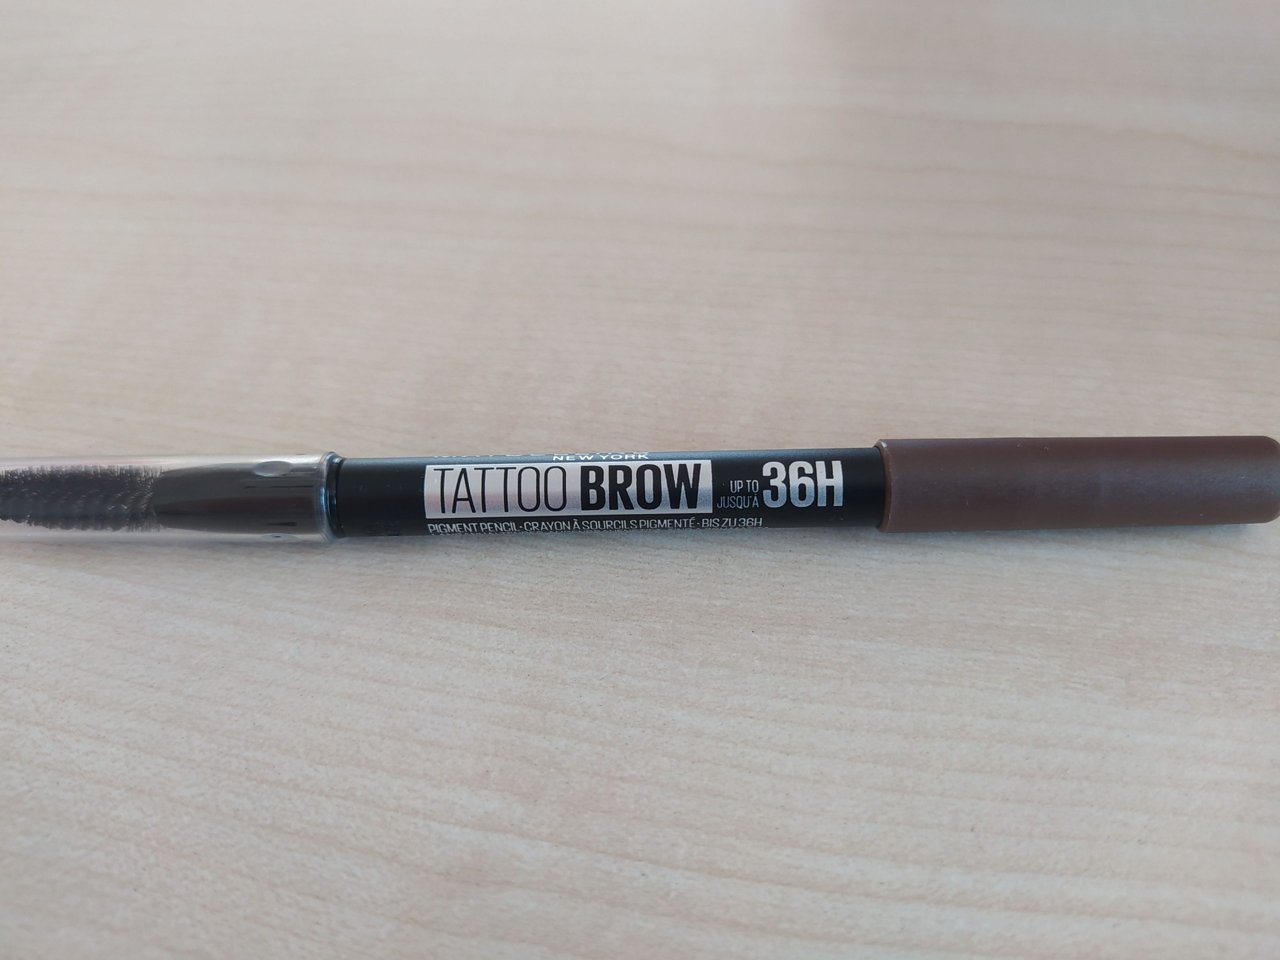 NEW YORK
TATTOO BROW
UP TO
JUSQU'À
36H
PIGMENT PENCIL · CRAYON À SOURCILS PIGMENTÉ · BIS ZU 36H